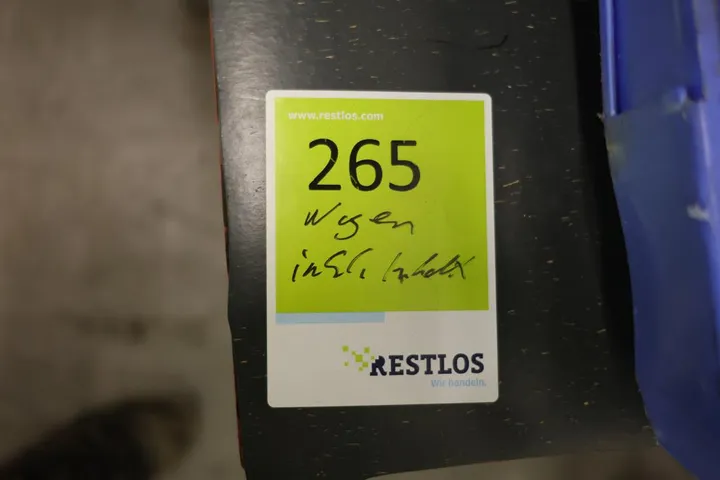 www.restlos.com
265
Wagen
inkl. Inhalt
RESTLOS
Wir handeln.